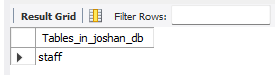 Result Grid Filter Rows:
Tables_in_joshan_db
staff